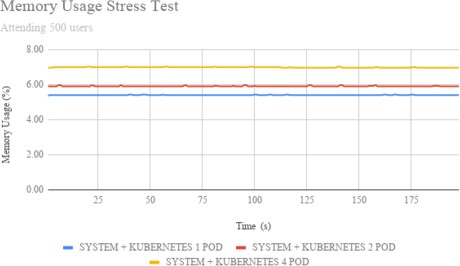 Memory Usage Stress Test
Attending 500 users
8.00
6.00
4.00
2.00
0.00
Memory Usage (%)
25 50 75 100 125 150 175
Time (s)
SYSTEM + KUBERNETES 1 POD SYSTEM + KUBERNETES 2 POD
SYSTEM + KUBERNETES 4 POD